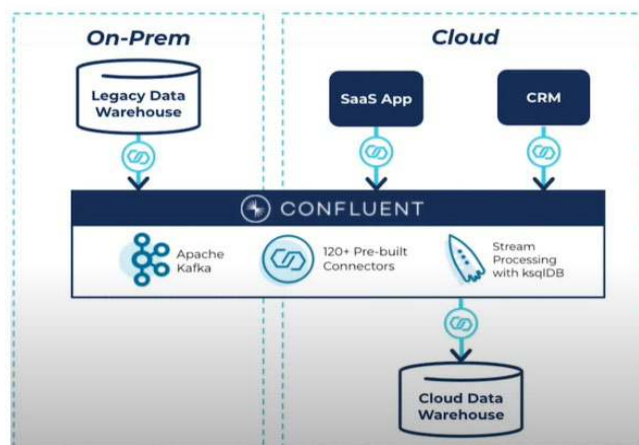 On-Prem
Cloud
Legacy Data
Warehouse
SaaS App
CRM
CONFLUENT
Apache
Kafka
120+ Pre-built
Connectors
Stream
Processing
with ksqlDB
Cloud Data
Warehouse